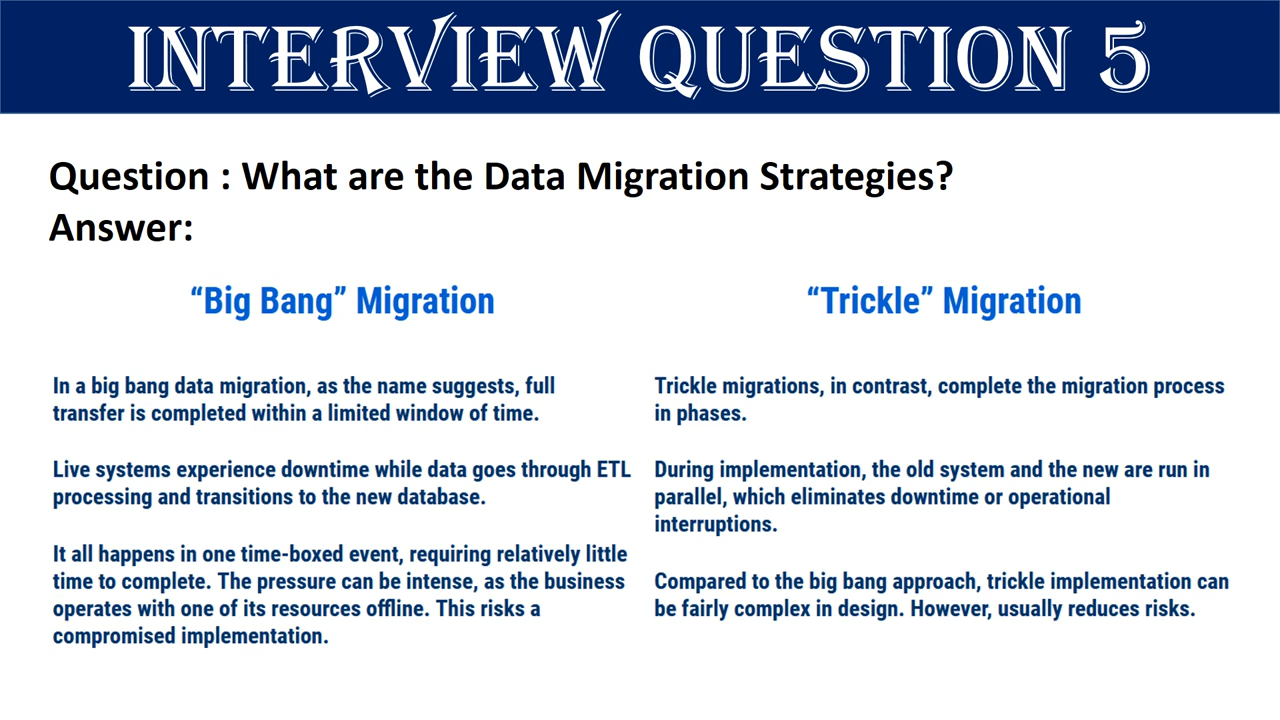 INTERVIEW QUESTION 5
Question : What are the Data Migration Strategies?
Answer:
“Big Bang” Migration
In a big bang data migration, as the name suggests, full
transfer is completed within a limited window of time.
Live systems experience downtime while data goes through ETL
processing and transitions to the new database.
It all happens in one time-boxed event, requiring relatively little
time to complete. The pressure can be intense, as the business
operates with one of its resources offline. This risks a
compromised implementation.
“Trickle” Migration
Trickle migrations, in contrast, complete the migration process
in phases.
During implementation, the old system and the new are run in
parallel, which eliminates downtime or operational
interruptions.
Compared to the big bang approach, trickle implementation can
be fairly complex in design. However, usually reduces risks.